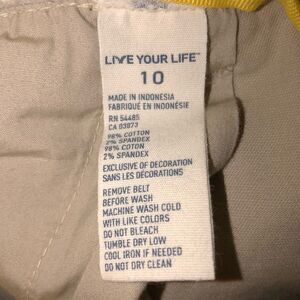 LIVE YOUR LIFE™
10
MADE IN INDONESIA
FABRIQUÉ EN INDONÉSIE
RN 54485
CA 03973
98% COTTON
2% SPANDEX
98% COTON
2% SPANDEX
EXCLUSIVE OF DECORATION
SANS LES DÉCORATIONS
REMOVE BELT
BEFORE WASH
MACHINE WASH COLD
WITH LIKE COLORS
DO NOT BLEACH
TUMBLE DRY LOW
COOL IRON IF NEEDED
DO NOT DRY CLEAN